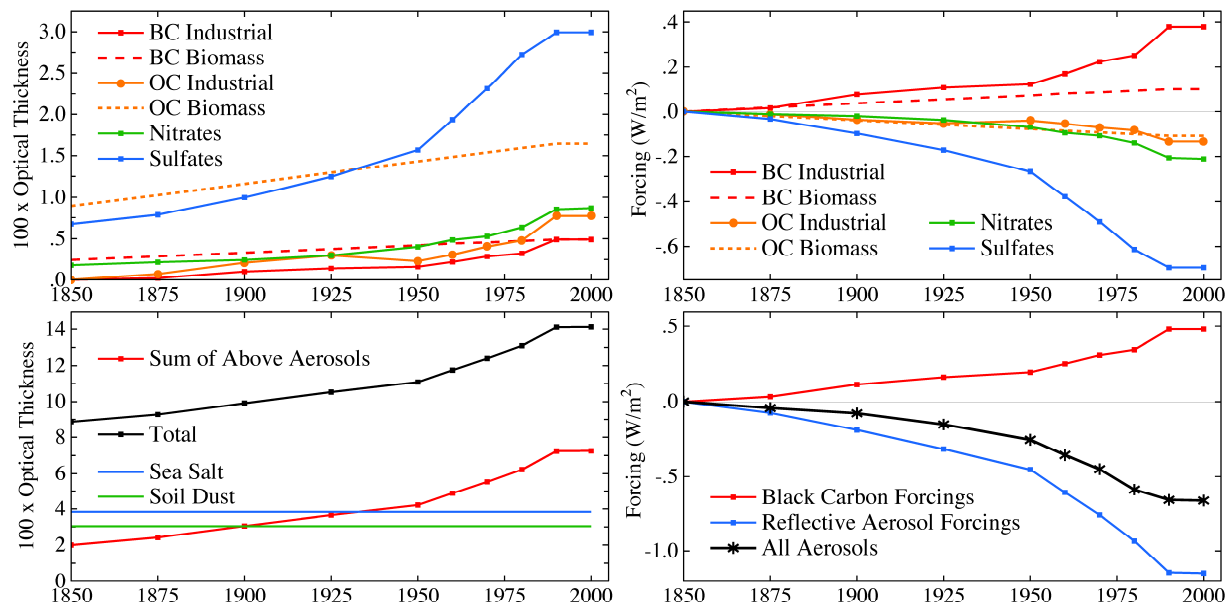 3.0
2.5
2.0
1.5
1.0
.5
.0
100 x Optical Thickness
BC Industrial
BC Biomass
OC Industrial
OC Biomass
Nitrates
Sulfates
1850 1875 1900 1925 1950 1975 2000
.4
.2
.0
-.2
-.4
-.6
Forcing (W/m²)
BC Industrial
BC Biomass
OC Industrial
OC Biomass
Nitrates
Sulfates
1850 1875 1900 1925 1950 1975 2000
14
12
10
8
6
4
2
0
100 x Optical Thickness
Sum of Above Aerosols
Total
Sea Salt
Soil Dust
1850 1875 1900 1925 1950 1975 2000
.5
.0
-.5
-1.0
Forcing (W/m²)
Black Carbon Forcings
Reflective Aerosol Forcings
All Aerosols
1850 1875 1900 1925 1950 1975 2000